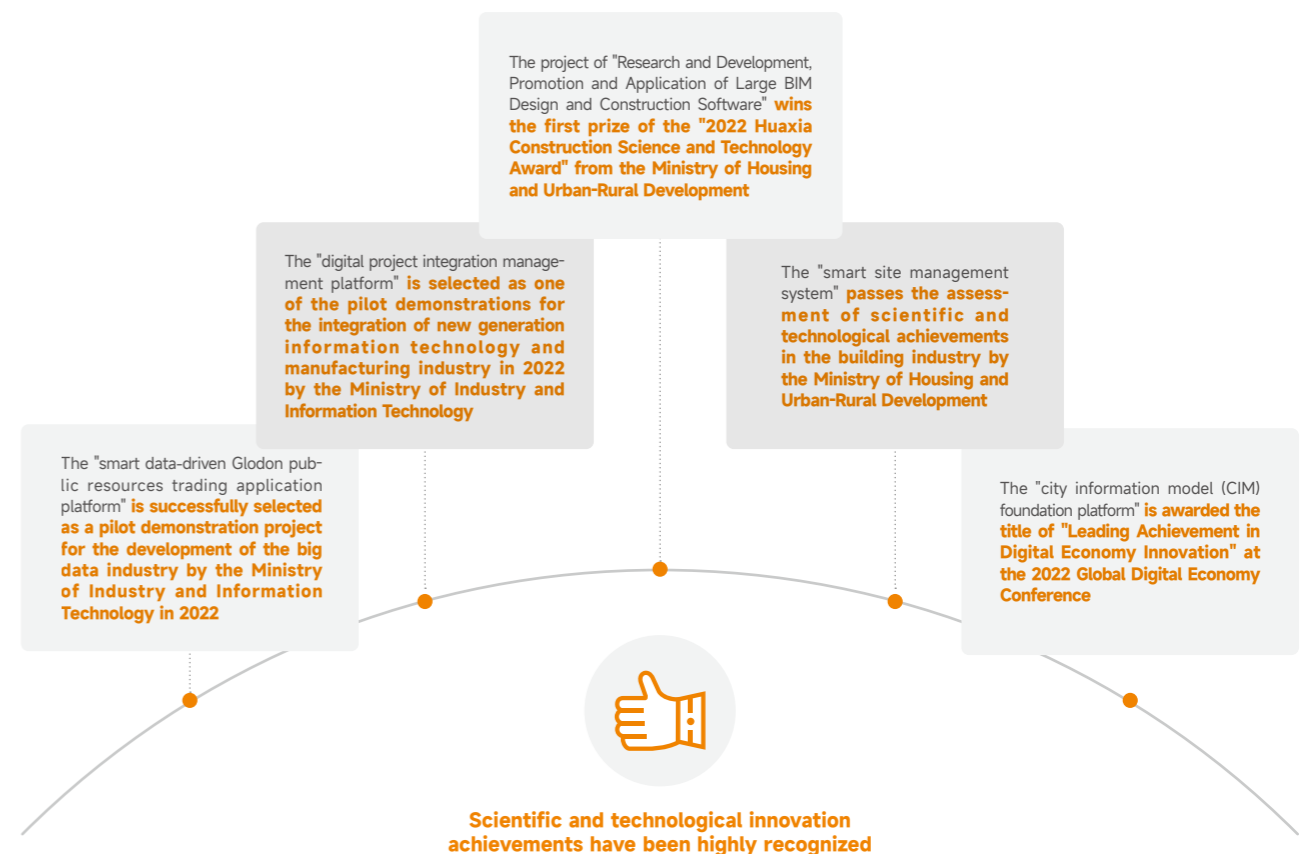 The project of "Research and Development,
Promotion and Application of Large BIM
Design and Construction Software" wins
the first prize of the "2022 Huaxia
Construction Science and Technology
Award" from the Ministry of Housing
and Urban-Rural Development
The "digital project integration manage-
ment platform" is selected as one
of the pilot demonstrations for
the integration of new generation
information technology and
manufacturing industry in 2022
by the Ministry of Industry and
Information Technology
The "smart site management
system" passes the assess-
ment of scientific and
technological achievements
in the building industry by
the Ministry of Housing and
Urban-Rural Development
The "smart data-driven Glodon pub-
lic resources trading application
platform" is successfully selected
as a pilot demonstration project
for the development of the big
data industry by the Ministry
of Industry and Information
Technology in 2022
The "city information model (CIM)
foundation platform" is awarded the
title of "Leading Achievement in
Digital Economy Innovation" at
the 2022 Global Digital Economy
Conference
Scientific and technological innovation
achievements have been highly recognized